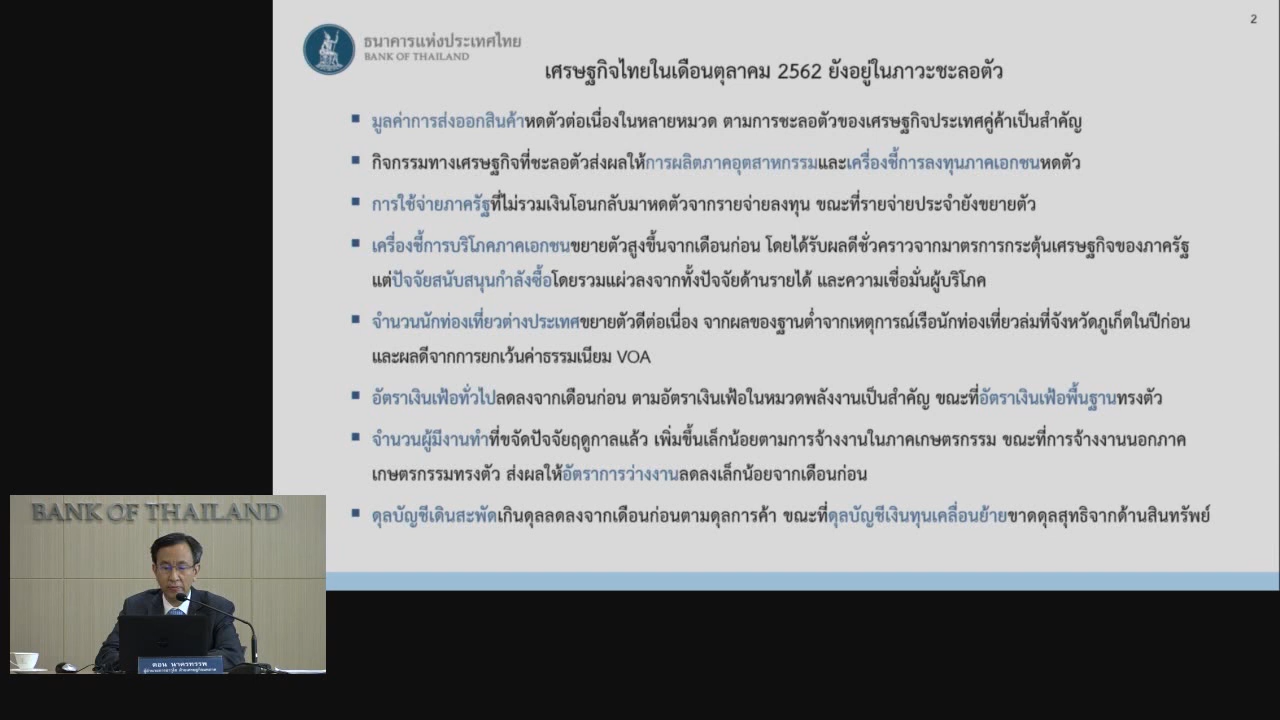 2
ธนาคารแห่งประเทศไทย
BANK OF THAILAND
เศรษฐกิจไทยในเดือนตุลาคม 2562 ยังอยู่ในภาวะชะลอตัว
มูลค่าการส่งออกสินค้าหดตัวต่อเนื่องในหลายหมวด ตามการชะลอตัวของเศรษฐกิจประเทศคู่ค้าเป็นสำคัญ
กิจกรรมทางเศรษฐกิจที่ชะลอตัวส่งผลให้การผลิตภาคอุตสาหกรรมและเครื่องชี้การลงทุนภาคเอกชนหดตัว
การใช้จ่ายภาครัฐที่ไม่รวมเงินโอนกลับมาหดตัวจากรายจ่ายลงทุน ขณะที่รายจ่ายประจำยังขยายตัว
เครื่องชี้การบริโภคภาคเอกชนขยายตัวสูงขึ้นจากเดือนก่อน โดยได้รับผลดีชั่วคราวจากมาตรการกระตุ้นเศรษฐกิจของภาครัฐ
แต่ปัจจัยสนับสนุนกำลังซื้อโดยรวมแผ่วลงจากทั้งปัจจัยด้านรายได้ และความเชื่อมั่นผู้บริโภค
จำนวนนักท่องเที่ยวต่างประเทศขยายตัวดีต่อเนื่อง จากผลของฐานต่ำจากเหตุการณ์เรือนักท่องเที่ยวล่มที่จังหวัดภูเก็ตในปีก่อน
และผลดีจากการยกเว้นค่าธรรมเนียม VOA
อัตราเงินเฟ้อทั่วไปลดลงจากเดือนก่อน ตามอัตราเงินเฟ้อในหมวดพลังงานเป็นสำคัญ ขณะที่อัตราเงินเฟ้อพื้นฐานทรงตัว
จำนวนผู้มีงานทำที่ขจัดปัจจัยฤดูกาลแล้ว เพิ่มขึ้นเล็กน้อยตามการจ้างงานในภาคเกษตรกรรม ขณะที่การจ้างงานนอกภาค
เกษตรกรรมทรงตัว ส่งผลให้อัตราการว่างงานลดลงเล็กน้อยจากเดือนก่อน
ดุลบัญชีเดินสะพัดเกินดุลลดลงจากเดือนก่อนตามดุลการค้า ขณะที่ดุลบัญชีเงินทุนเคลื่อนย้ายขาดดุลสุทธิจากด้านสินทรัพย์
BANK OF THAILAND
ดอน นาครทรรพ